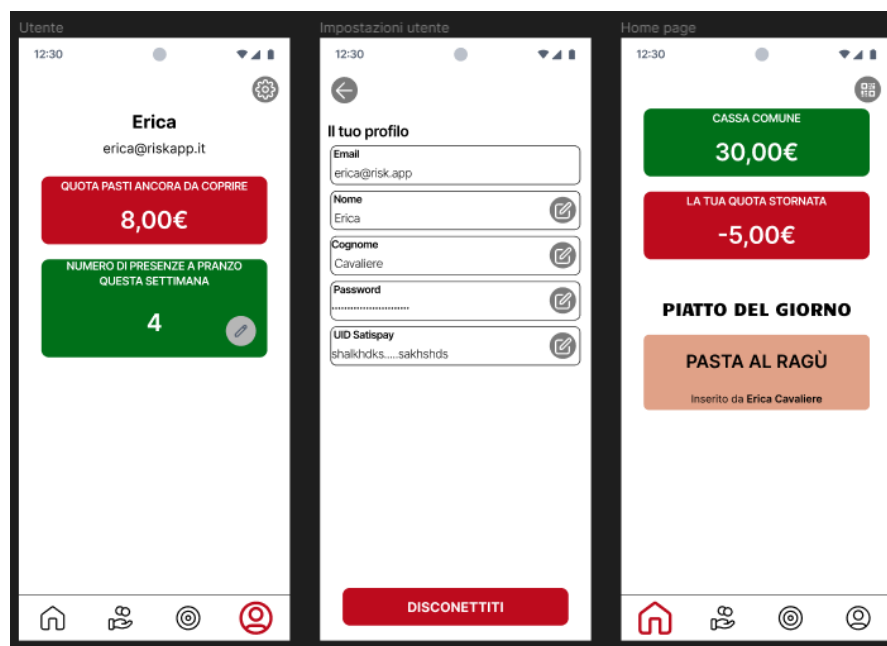 Utente
12:30
Erica
erica@riskapp.it
QUOTA PASTI ANCORA DA COPRIRE
8,00€
NUMERO DI PRESENZE A PRANZO
QUESTA SETTIMANA
4
Impostazioni utente
12:30
Il tuo profilo
Email
erica@risk.app
Nome
Erica
Cognome
Cavaliere
Password
UID Satispay
shalkhdks.....sakhshds
DISCONETTITI
Home page
12:30
CASSA COMUNE
30,00€
LA TUA QUOTA STORNATA
-5,00€
PIATTO DEL GIORNO
PASTA AL RAGÙ
Inserito da Erica Cavaliere